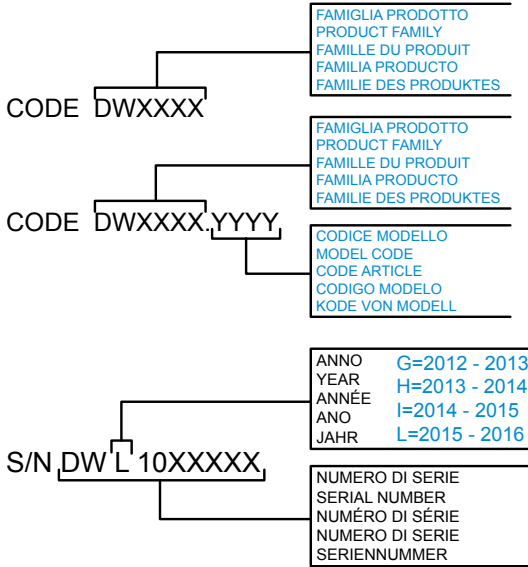 FAMIGLIA PRODOTTO
PRODUCT FAMILY
FAMILLE DU PRODUIT
FAMILIA PRODUCTO
FAMILIE DES PRODUKTES
CODE DWXXXX
FAMIGLIA PRODOTTO
PRODUCT FAMILY
FAMILLE DU PRODUIT
FAMILIA PRODUCTO
FAMILIE DES PRODUKTES
CODE DWXXXX.YYYY
CODICE MODELLO
MODEL CODE
CODE ARTICLE
CODIGO MODELO
KODE VON MODELL
ANNO
YEAR
ANNÉE
ANO
JAHR
G=2012 - 2013
H=2013 - 2014
I=2014 - 2015
L=2015 - 2016
S/N DW L 10XXXXX
NUMERO DI SERIE
SERIAL NUMBER
NUMÉRO DI SÉRIE
NUMERO DI SERIE
SERIENNUMMER